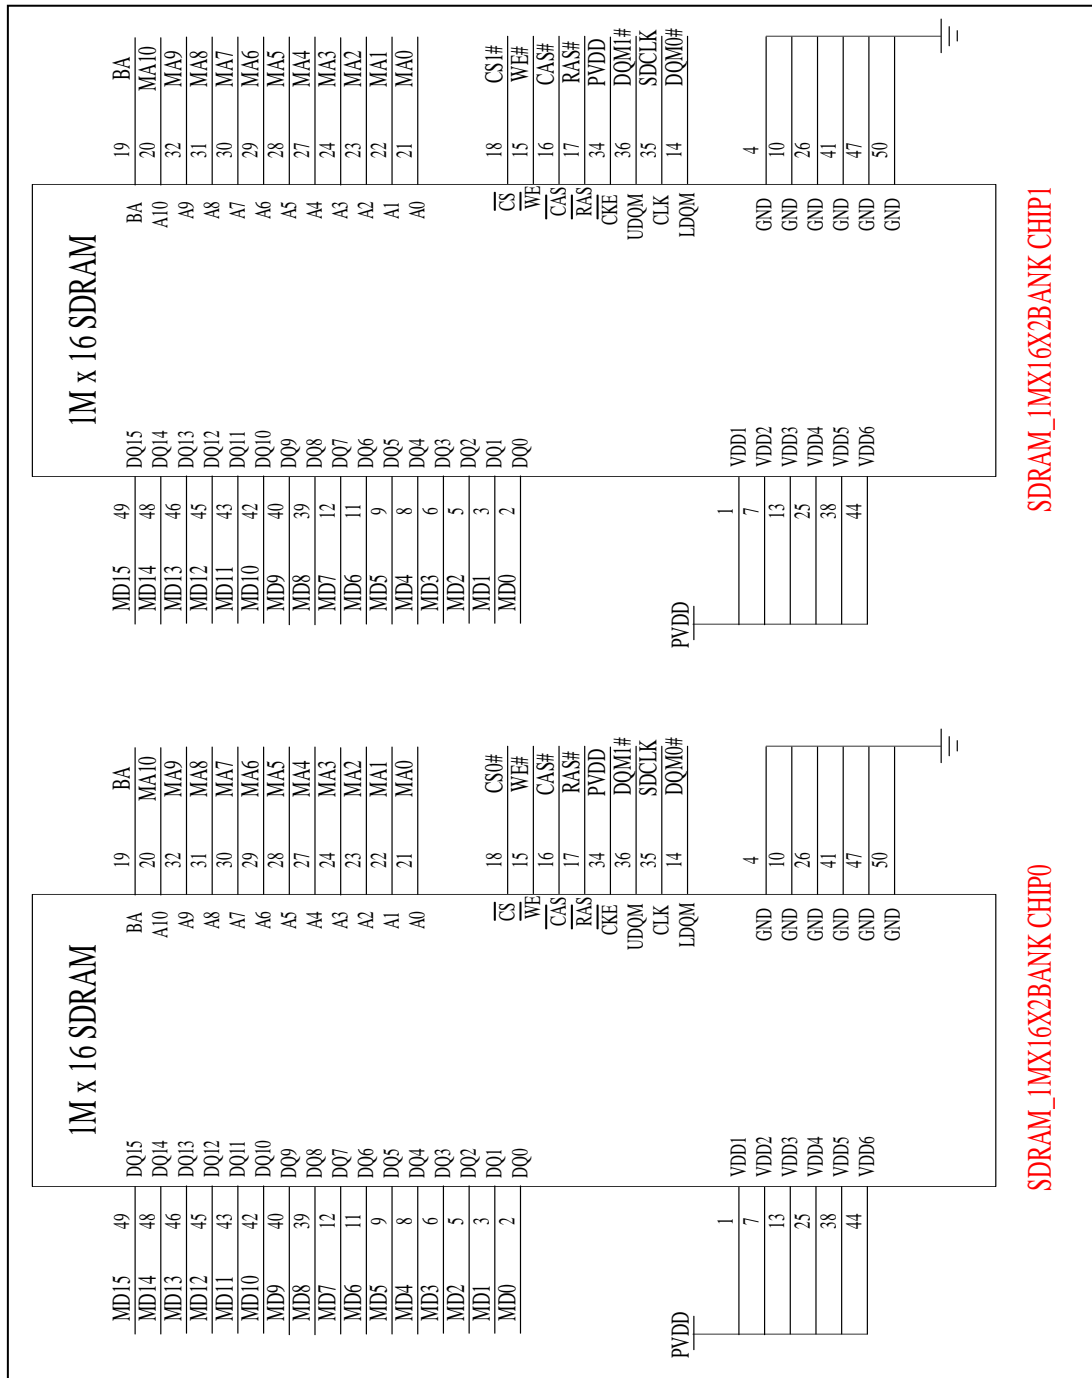 1M x 16 SDRAM
MD15 49 DQ15 BA 19 BA
MD14 48 DQ14 A10 20 MA10
MD13 46 DQ13 A9 32 MA9
MD12 45 DQ12 A8 31 MA8
MD11 43 DQ11 A7 30 MA7
MD10 42 DQ10 A6 29 MA6
MD9 40 DQ9 A5 28 MA5
MD8 39 DQ8 A4 27 MA4
MD7 12 DQ7 A3 24 MA3
MD6 11 DQ6 A2 23 MA2
MD5 9 DQ5 A1 22 MA1
MD4 8 DQ4 A0 21 MA0
MD3 6 DQ3
MD2 5 DQ2
MD1 3 DQ1
MD0 2 DQ0
CS 18 CS0#
WE 15 WE#
CAS 16 CAS#
RAS 17 RAS#
CKE 34 PVDD
UDQM 36 DQM1#
CLK 35 SDCLK
LDQM 14 DQM0#
PVDD
1 VDD1
7 VDD2 GND 4
13 VDD3 GND 10
25 VDD4 GND 26
38 VDD5 GND 41
44 VDD6 GND 47
GND 50
SDRAM_1MX16X2BANK CHIP0
1M x 16 SDRAM
MD15 49 DQ15 BA 19 BA
MD14 48 DQ14 A10 20 MA10
MD13 46 DQ13 A9 32 MA9
MD12 45 DQ12 A8 31 MA8
MD11 43 DQ11 A7 30 MA7
MD10 42 DQ10 A6 29 MA6
MD9 40 DQ9 A5 28 MA5
MD8 39 DQ8 A4 27 MA4
MD7 12 DQ7 A3 24 MA3
MD6 11 DQ6 A2 23 MA2
MD5 9 DQ5 A1 22 MA1
MD4 8 DQ4 A0 21 MA0
MD3 6 DQ3
MD2 5 DQ2
MD1 3 DQ1
MD0 2 DQ0
CS 18 CS1#
WE 15 WE#
CAS 16 CAS#
RAS 17 RAS#
CKE 34 PVDD
UDQM 36 DQM1#
CLK 35 SDCLK
LDQM 14 DQM0#
PVDD
1 VDD1
7 VDD2 GND 4
13 VDD3 GND 10
25 VDD4 GND 26
38 VDD5 GND 41
44 VDD6 GND 47
GND 50
SDRAM_1MX16X2BANK CHIP1